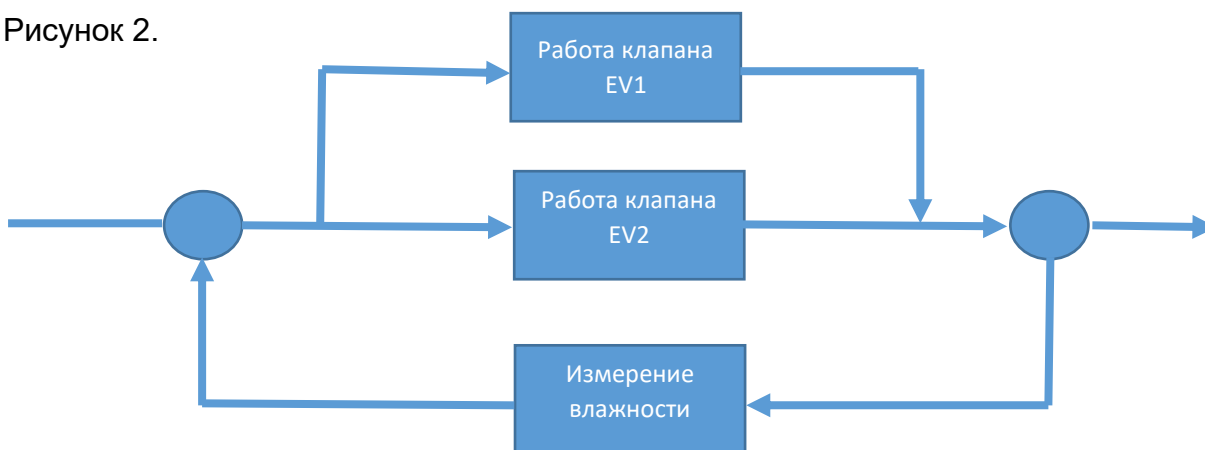 Рисунок 2.
Работа клапана
EV1
Работа клапана
EV2
Измерение
влажности